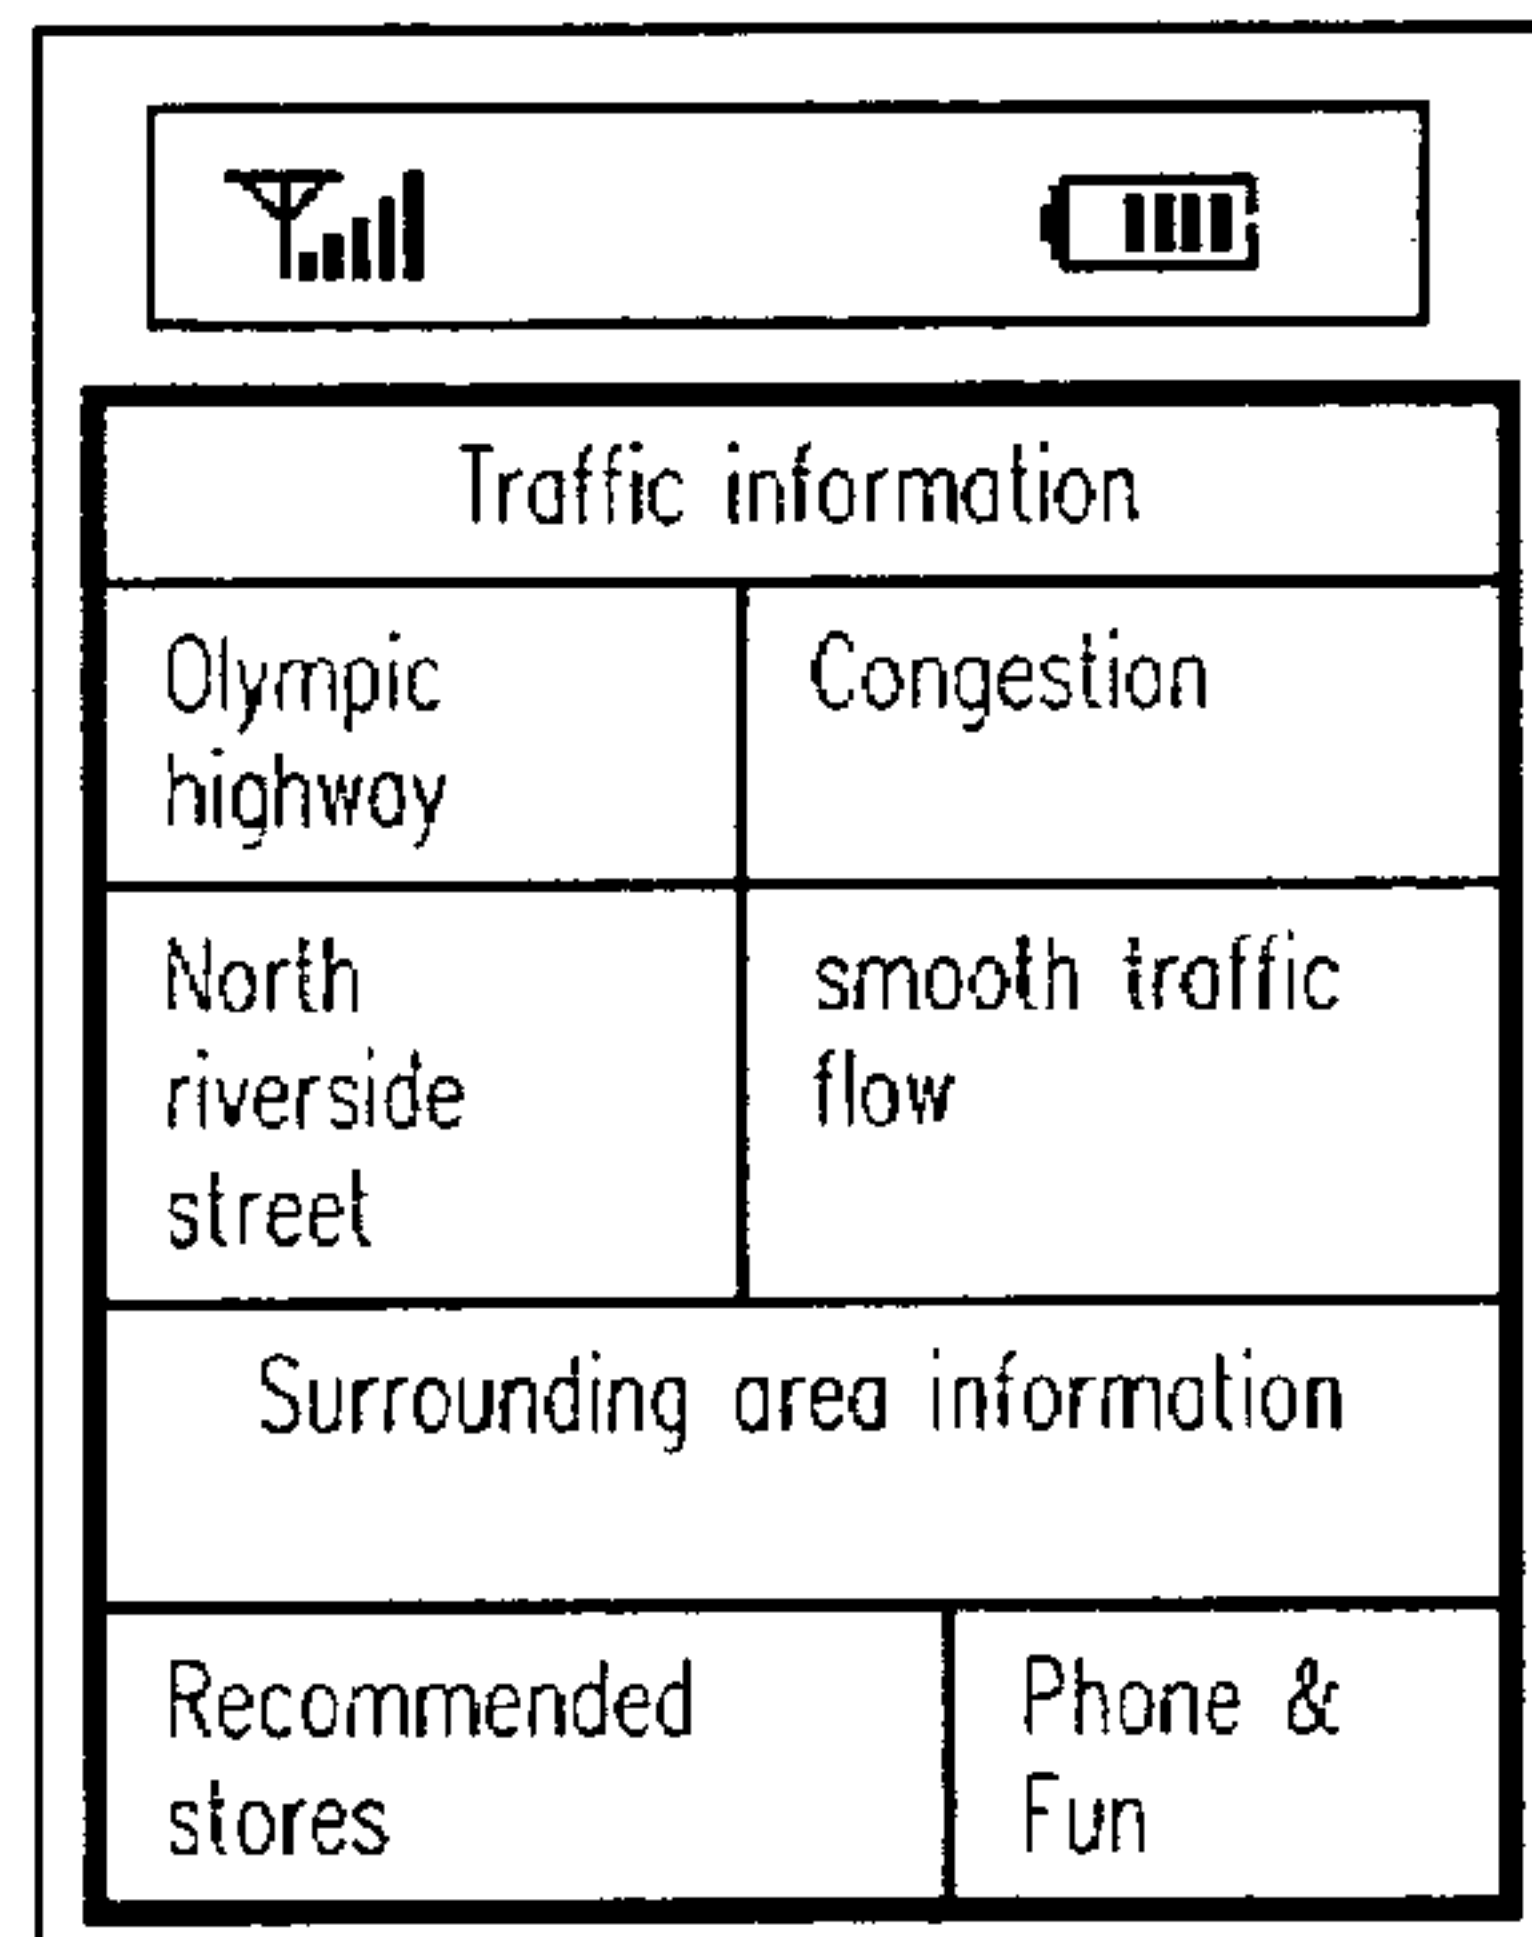 Traffic information
Olympic
highway
Congestion
North
riverside
street
smooth traffic
flow
Surrounding area information
Recommended
stores
Phone &
Fun